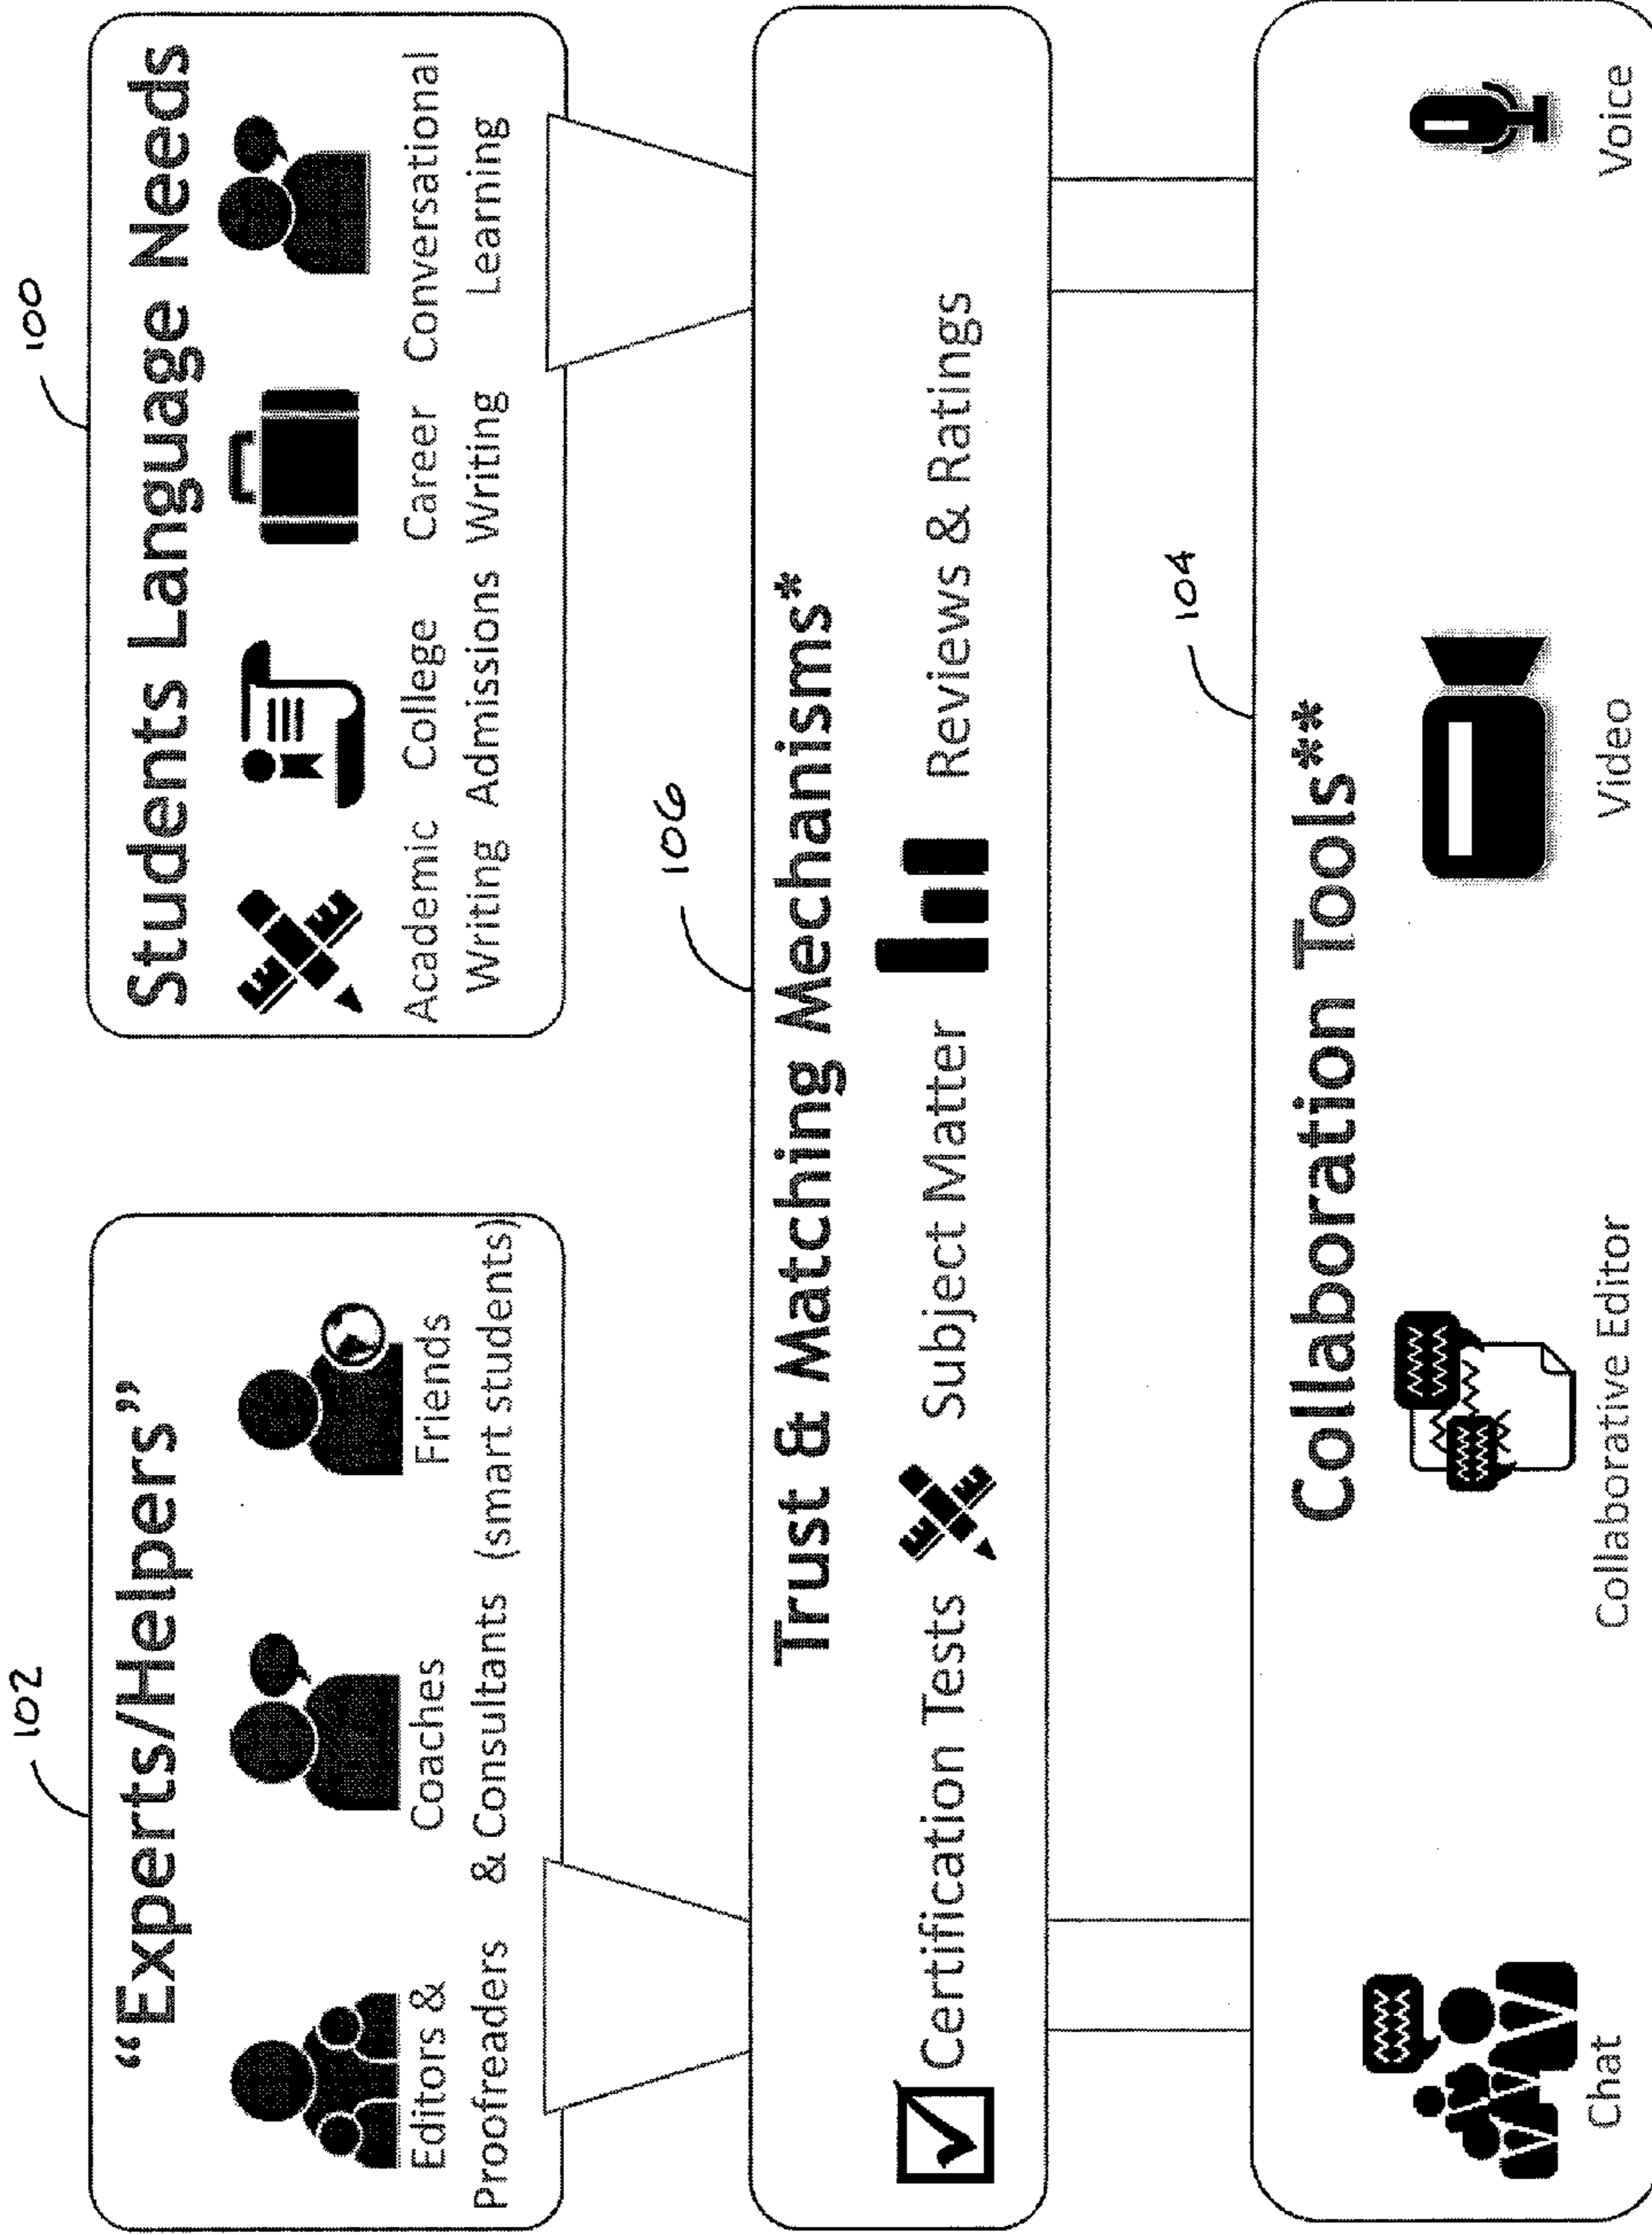 102
“Experts/Helpers”
Editors &
Proofreaders
Coaches
& Consultants
Friends
(smart students)
100
Students Language Needs
Academic
Writing
College
Admissions
Career
Writing
Conversational
Learning
106
Trust & Matching Mechanisms*
Certification Tests
Subject Matter
Reviews & Ratings
104
Collaboration Tools**
Chat
Collaborative Editor
Video
Voice